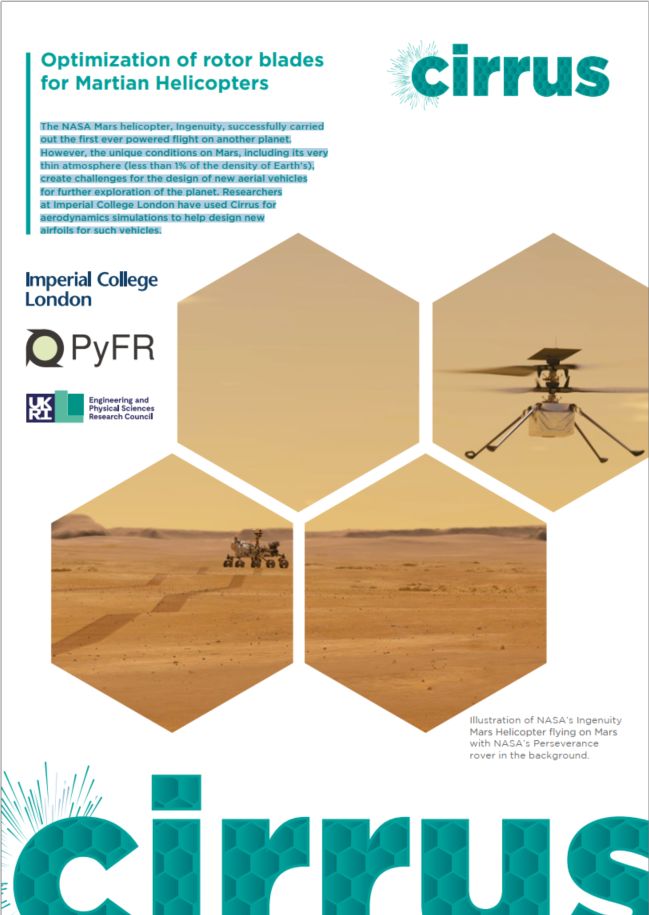 Optimization of rotor blades
for Martian Helicopters
cirrus
The NASA Mars helicopter, Ingenuity, successfully carried
out the first ever powered flight on another planet.
However, the unique conditions on Mars, including its very
thin atmosphere (less than 1% of the density of Earth's),
create challenges for the design of new aerial vehicles
for further exploration of the planet. Researchers
at Imperial College London have used Cirrus for
aerodynamics simulations to help design new
airfoils for such vehicles.
Imperial College
London
PyFR
UK
RI
Engineering and
Physical Sciences
Research Council
Illustration of NASA's Ingenuity
Mars Helicopter flying on Mars
with NASA's Perseverance
rover in the background.
cirrus